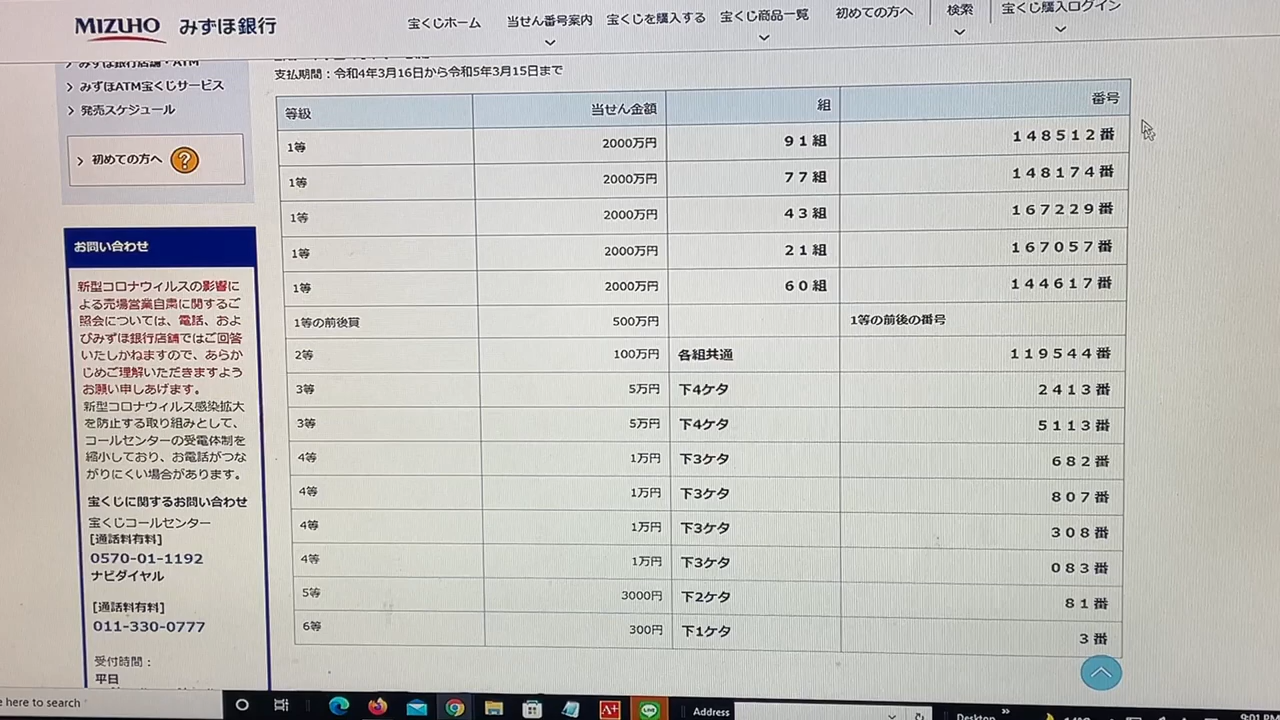 MIZUHO みずほ銀行
宝くじホーム
当せん番号案内
宝くじを購入する
宝くじ商品一覧
初めての方へ
検索
宝くじ購入ログイン
みずほ銀行店舗・ATM
みずほATM宝くじサービス
発売スケジュール
初めての方へ ?
お問い合わせ
新型コロナウィルスの影響に
よる売場営業自粛に関するご
照会については、電話、およ
びみずほ銀行店舗ではご回答
いたしかねますので、あらか
じめご理解いただきますよう
お願い申しあげます。
新型コロナウィルス感染拡大
を防止する取り組みとして、
コールセンターの受電体制を
縮小しており、お電話がつな
がりにくい場合があります。
宝くじに関するお問い合わせ
宝くじコールセンター
[通話料有料]
0570-01-1192
ナビダイヤル
[通話料有料]
011-330-0777
受付時間：
平日
支払期間：令和4年3月16日から令和5年3月15日まで
等級 当せん金額 組 番号
1等 2000万円 91組 148512番
1等 2000万円 77組 148174番
1等 2000万円 43組 167229番
1等 2000万円 21組 167057番
1等 2000万円 60組 144617番
1等の前後賞 500万円 1等の前後の番号
2等 100万円 各組共通 119544番
3等 5万円 下4ケタ 2413番
3等 5万円 下4ケタ 5113番
4等 1万円 下3ケタ 682番
4等 1万円 下3ケタ 807番
4等 1万円 下3ケタ 308番
4等 1万円 下3ケタ 083番
5等 3000円 下2ケタ 81番
6等 300円 下1ケタ 3番
e here to search
A+
LINE
Address
Desktop